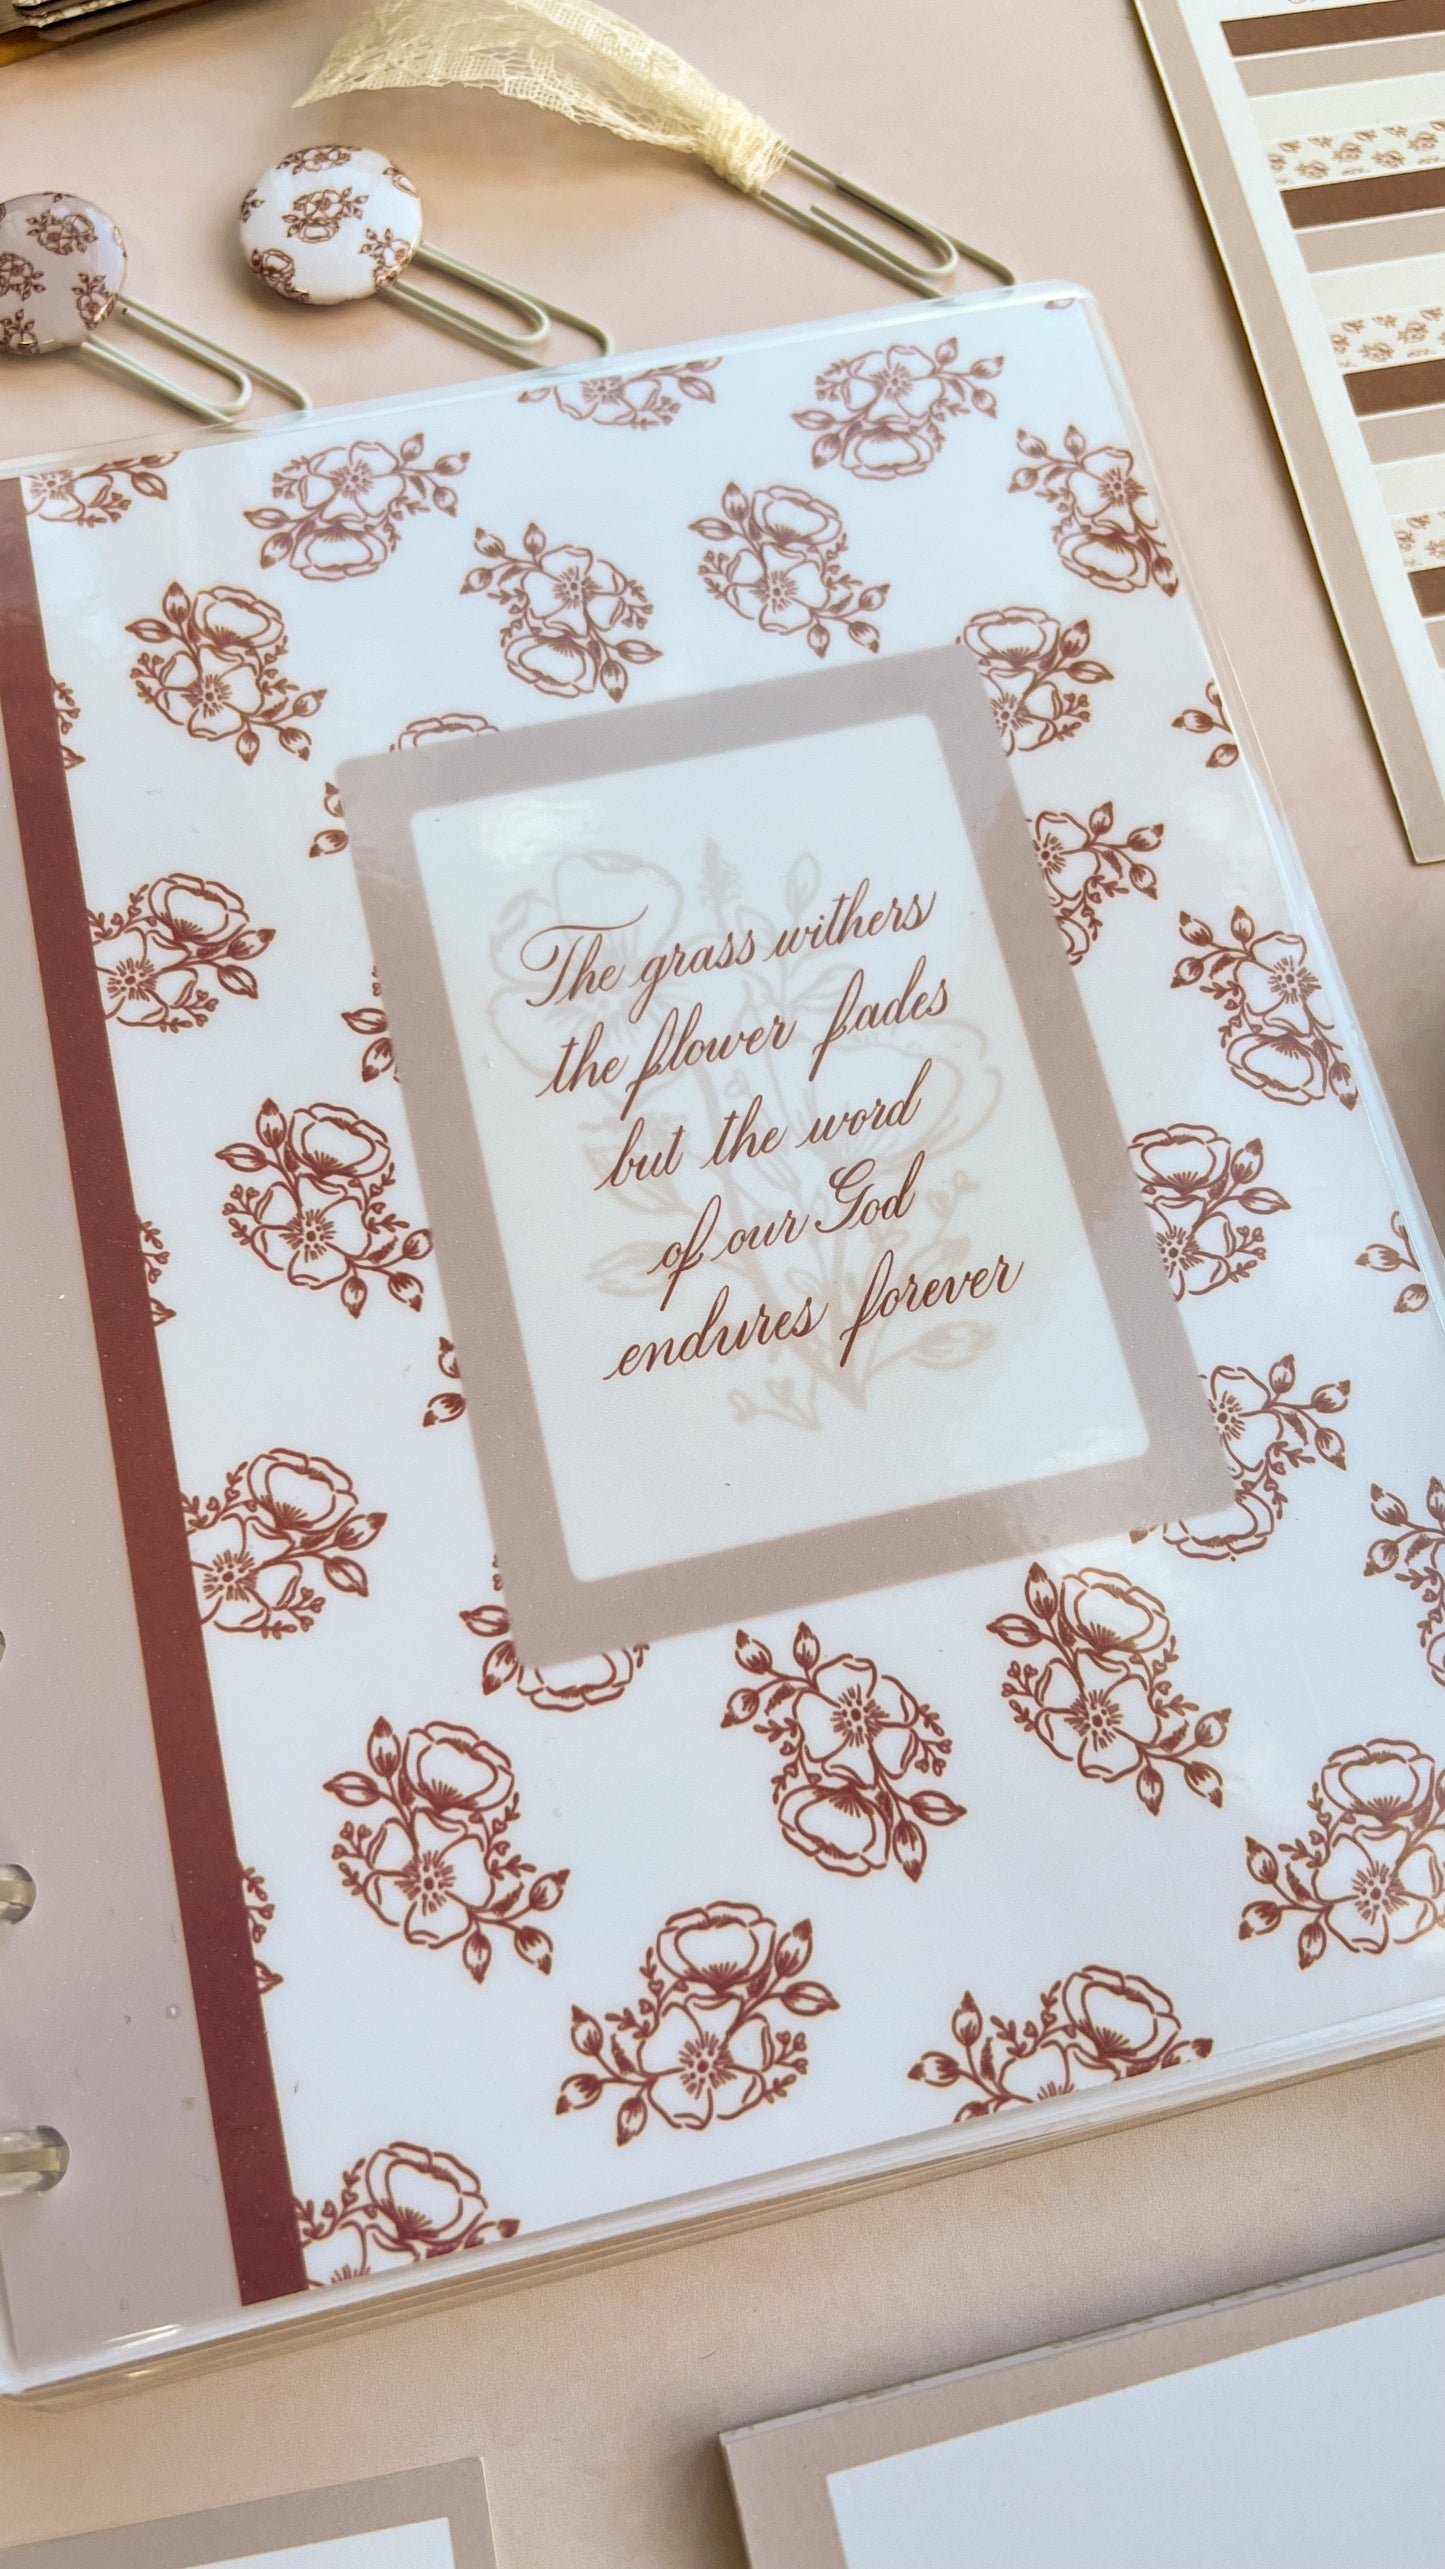 The grass withers
the flower fades
but the word
of our God
endures forever